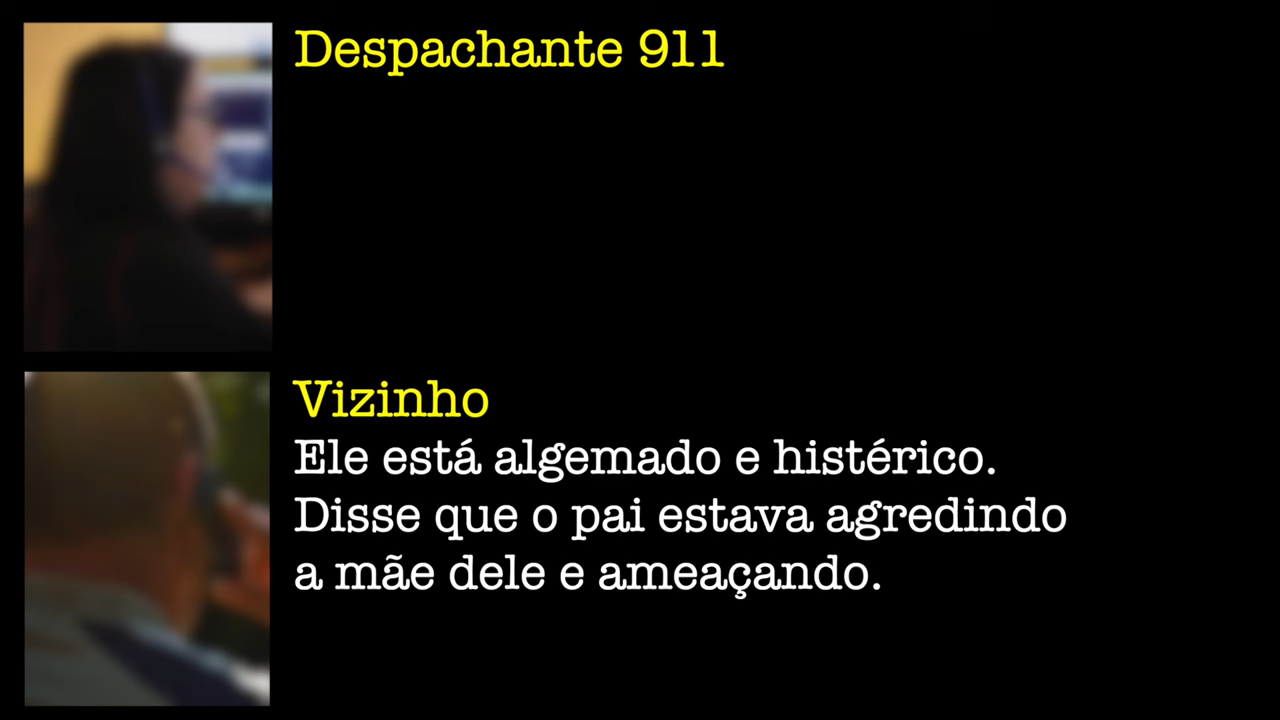 Despachante 911
Vizinho
Ele está algemado e histérico.
Disse que o pai estava agredindo
a mãe dele e ameaçando.